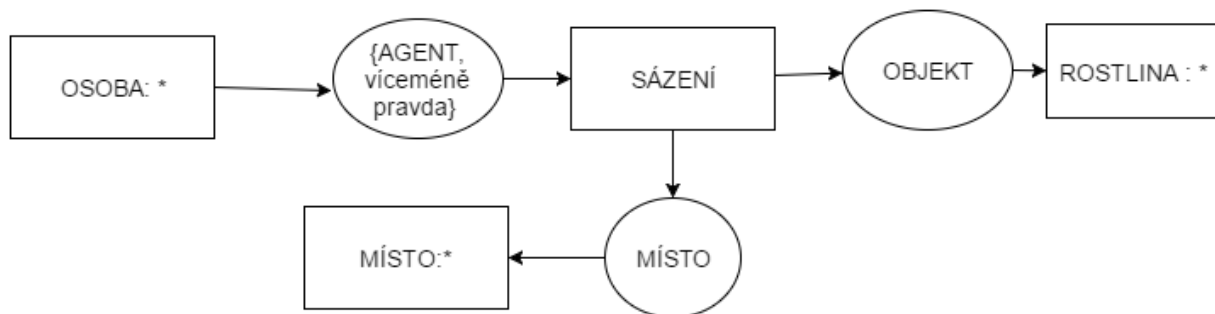 OSOBA: *
{AGENT,
víceméně
pravda}
SÁZENÍ
OBJEKT
ROSTLINA : *
MÍSTO:*
MÍSTO